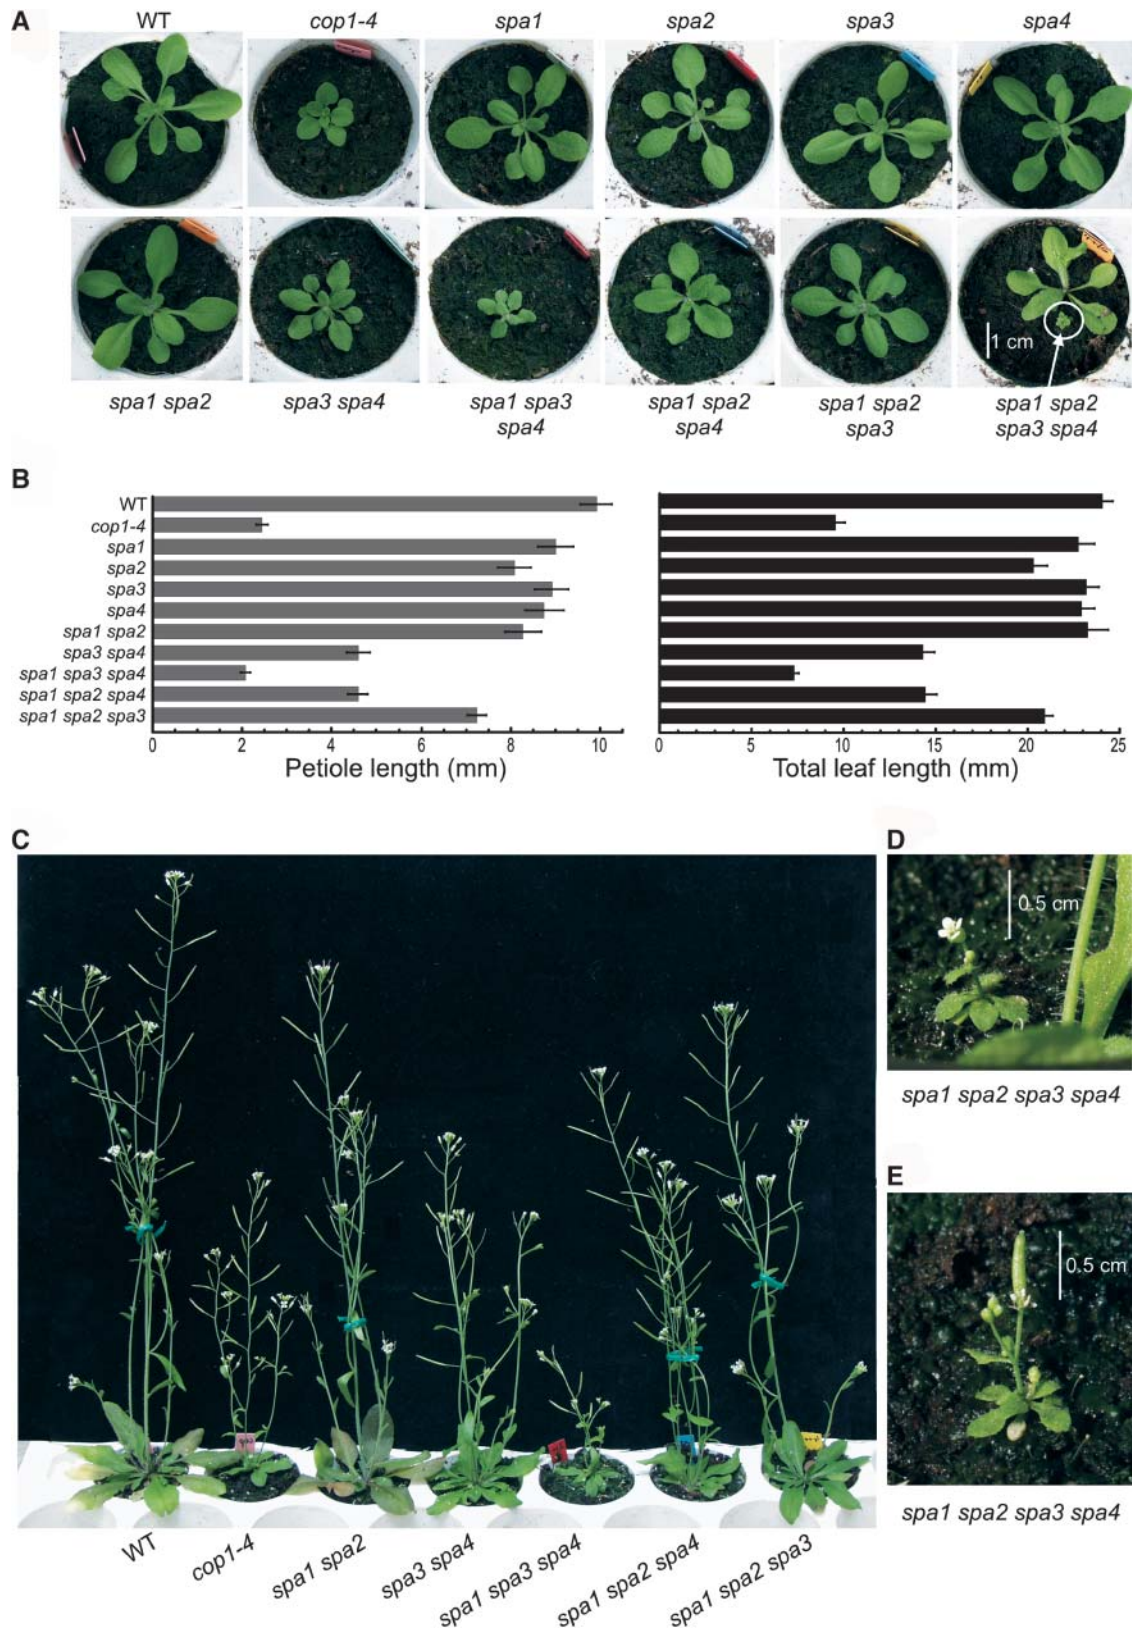 A
WT
cop1-4
spa1
spa2
spa3
spa4
1 cm
spa1 spa2
spa3 spa4
spa1 spa3
spa4
spa1 spa2
spa4
spa1 spa2
spa3
spa1 spa2
spa3 spa4
B
WT
cop1-4
spa1
spa2
spa3
spa4
spa1 spa2
spa3 spa4
spa1 spa3 spa4
spa1 spa2 spa4
spa1 spa2 spa3
0 2 4 6 8 10
Petiole length (mm)
0 5 10 15 20 25
Total leaf length (mm)
C
WT
cop1-4
spa1 spa2
spa3 spa4
spa1 spa3 spa4
spa1 spa2 spa4
spa1 spa2 spa3
D
0.5 cm
spa1 spa2 spa3 spa4
E
0.5 cm
spa1 spa2 spa3 spa4